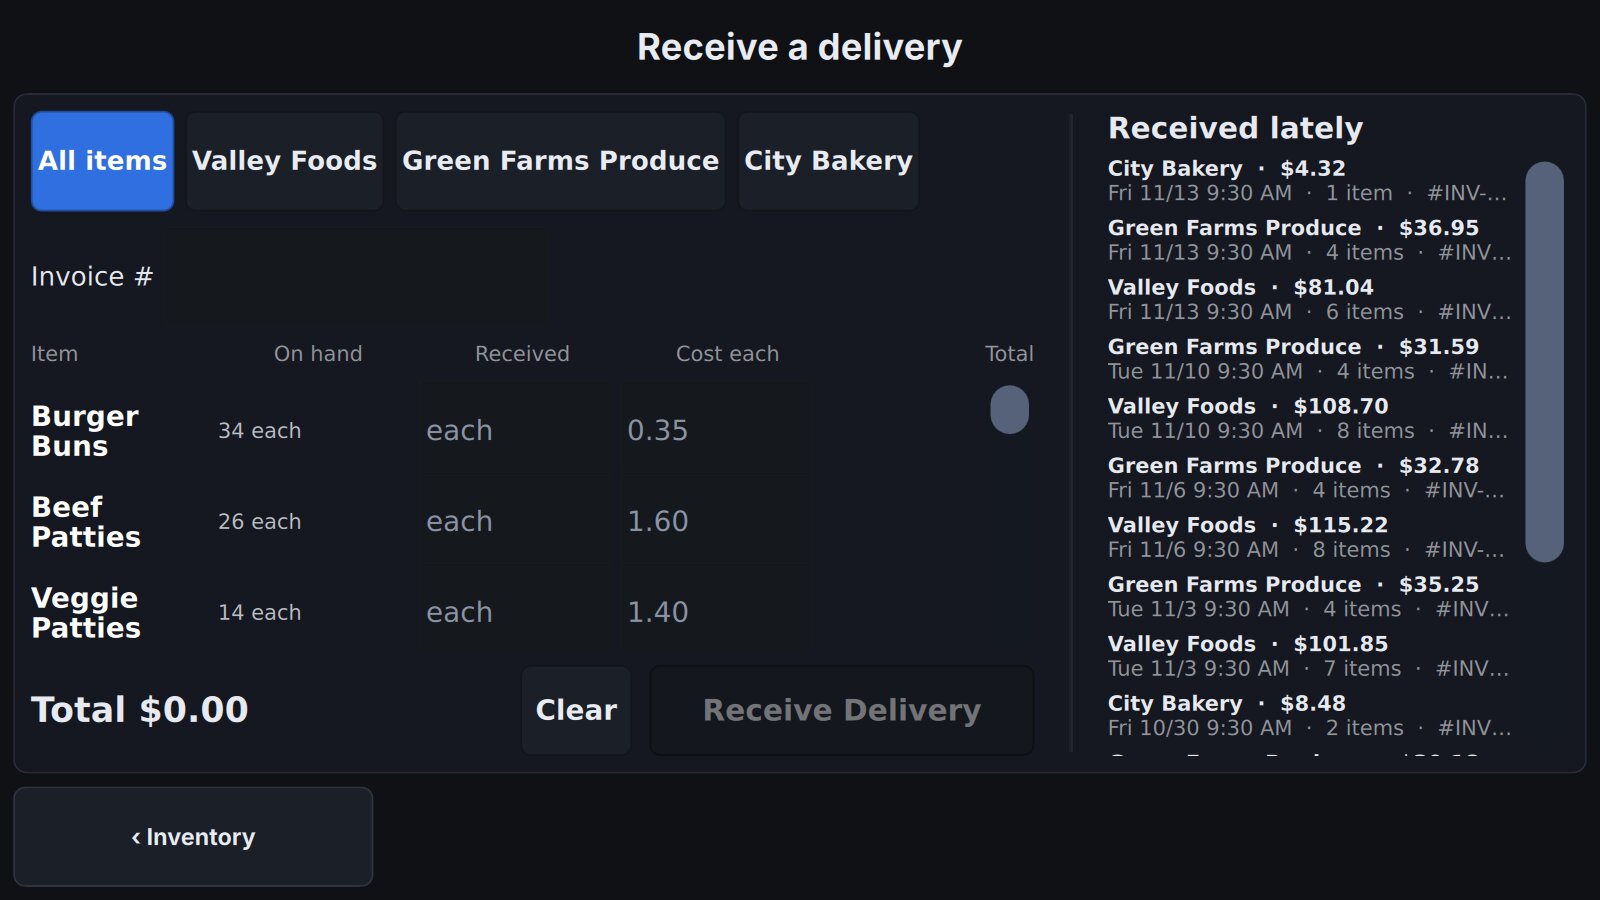 Receive a delivery
All items
Valley Foods
Green Farms Produce
City Bakery
Invoice #
Item
On hand
Received
Cost each
Total
Burger
Buns
34 each
each
0.35
Beef
Patties
26 each
each
1.60
Veggie
Patties
14 each
each
1.40
Total $0.00
Clear
Receive Delivery
Received lately
City Bakery · $4.32
Fri 11/13 9:30 AM · 1 item · #INV-…
Green Farms Produce · $36.95
Fri 11/13 9:30 AM · 4 items · #INV…
Valley Foods · $81.04
Fri 11/13 9:30 AM · 6 items · #INV…
Green Farms Produce · $31.59
Tue 11/10 9:30 AM · 4 items · #IN…
Valley Foods · $108.70
Tue 11/10 9:30 AM · 8 items · #IN…
Green Farms Produce · $32.78
Fri 11/6 9:30 AM · 4 items · #INV-…
Valley Foods · $115.22
Fri 11/6 9:30 AM · 8 items · #INV-…
Green Farms Produce · $35.25
Tue 11/3 9:30 AM · 4 items · #INV…
Valley Foods · $101.85
Tue 11/3 9:30 AM · 7 items · #INV…
City Bakery · $8.48
Fri 10/30 9:30 AM · 2 items · #INV…
‹ Inventory